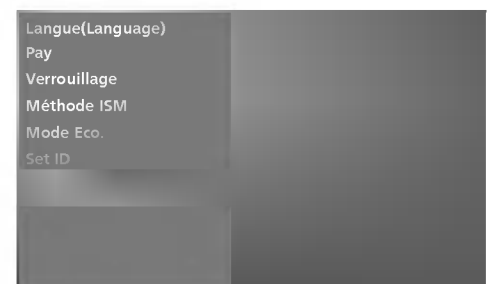 Langue(Language)
Pay
Verrouillage
Méthode ISM
Mode Eco.
Set ID